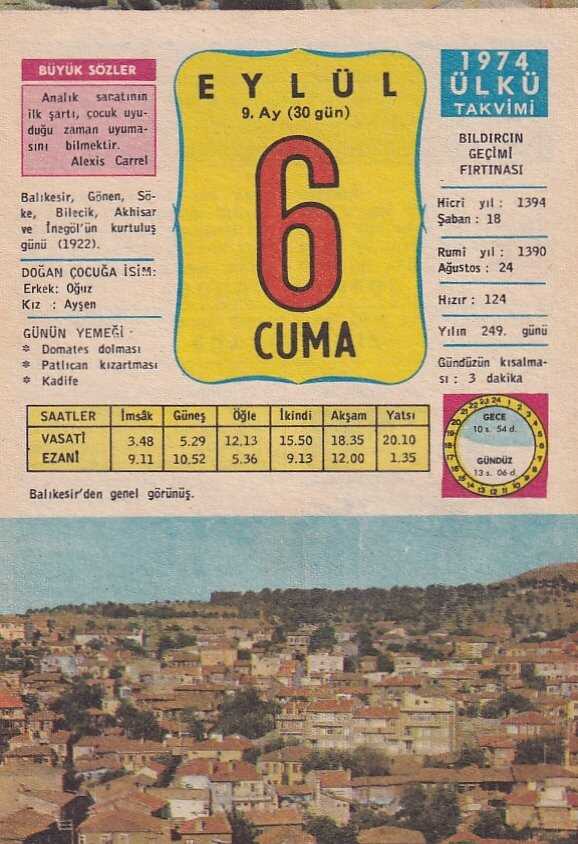 BÜYÜK SÖZLER
Analık sanatının
ilk şartı, çocuk uyu-
duğu zaman uyuma-
sını bilmektir.
Alexis Carrel
Balıkesir, Gönen, Sö-
ke, Bilecik, Akhisar
ve İnegöl'ün kurtuluş
günü (1922).
DOĞAN ÇOCUĞA İSİM:
Erkek: Oğuz
Kız : Ayşen
GÜNÜN YEMEĞİ
* Domates dolması
* Patlıcan kızartması
* Kadife
EYLÜL
9. Ay (30 gün)
6
CUMA
1974
ÜLKÜ
TAKVİMİ
BILDIRCIN
GEÇİMİ
FIRTINASI
Hicrî yıl : 1394
Şaban : 18
Rumî yıl : 1390
Ağustos : 24
Hızır : 124
Yılın 249. günü
Gündüzün kısalma-
sı : 3 dakika
SAATLER İmsâk Güneş Öğle İkindi Akşam Yatsı
VASATÎ 3.48 5.29 12.13 15.50 18.35 20.10
EZANÎ 9.11 10.52 5.36 9.13 12.00 1.35
GECE
10 s. 54 d.
GÜNDÜZ
13 s. 06 d.
Balıkesir'den genel görünüş.